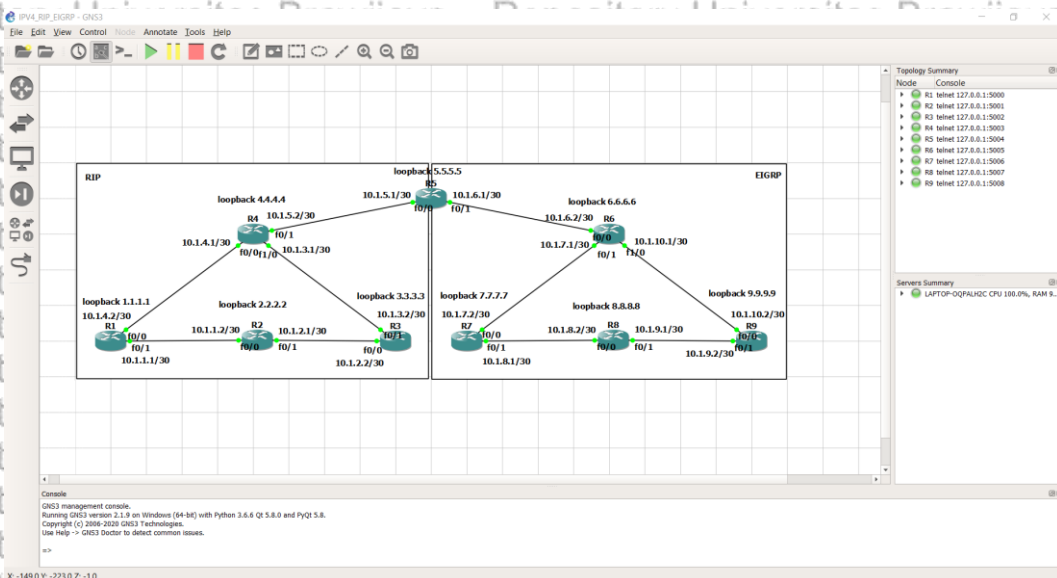 IPV4_RIP_EIGRP - GNS3
File Edit View Control Node Annotate Tools Help
Topology Summary
Node Console
R1 telnet 127.0.0.1:5000
R2 telnet 127.0.0.1:5001
R3 telnet 127.0.0.1:5002
R4 telnet 127.0.0.1:5003
R5 telnet 127.0.0.1:5004
R6 telnet 127.0.0.1:5005
R7 telnet 127.0.0.1:5006
R8 telnet 127.0.0.1:5007
R9 telnet 127.0.0.1:5008
RIP
EIGRP
loopback 5.5.5.5
R5
10.1.5.1/30
10.1.6.1/30
f0/0
f0/1
loopback 4.4.4.4
R4
10.1.5.2/30
f0/1
10.1.4.1/30
f0/0
f1/0
10.1.3.1/30
loopback 6.6.6.6
R6
10.1.6.2/30
f0/0
10.1.7.1/30
f0/1
f1/0
10.1.10.1/30
loopback 1.1.1.1
10.1.4.2/30
R1
f0/0
f0/1
10.1.1.1/30
loopback 2.2.2.2
10.1.1.2/30
R2
10.1.2.1/30
f0/0
f0/1
loopback 3.3.3.3
10.1.3.2/30
R3
f0/1
f0/0
10.1.2.2/30
loopback 7.7.7.7
10.1.7.2/30
R7
f0/0
f0/1
10.1.8.1/30
loopback 8.8.8.8
10.1.8.2/30
R8
10.1.9.1/30
f0/0
f0/1
loopback 9.9.9.9
10.1.10.2/30
R9
f0/0
f0/1
10.1.9.2/30
Servers Summary
LAPTOP-OQPALH2C CPU 100.0%, RAM 9...
Console
GNS3 management console.
Running GNS3 version 2.1.9 on Windows (64-bit) with Python 3.6.6 Qt 5.8.0 and PyQt 5.8.
Copyright (c) 2006-2020 GNS3 Technologies.
Use Help -> GNS3 Doctor to detect common issues.
=>
X: -149.0 Y: -223.0 Z: -1.0